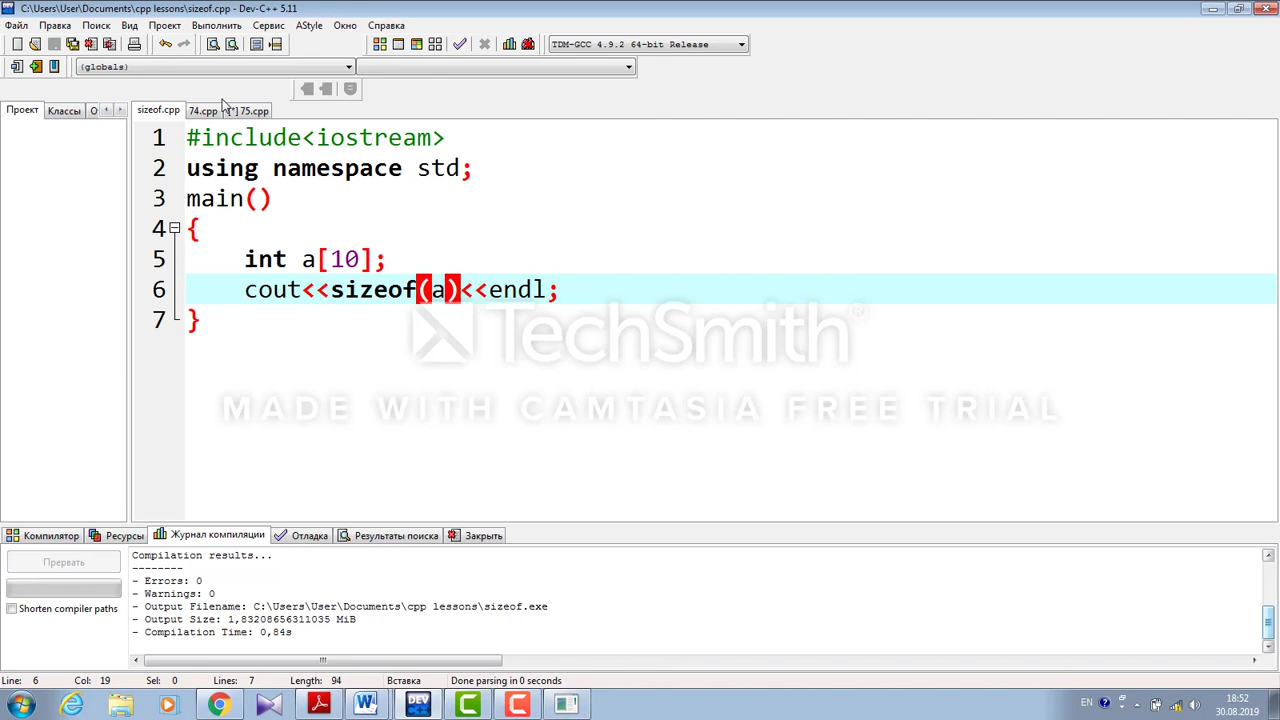 C:\Users\User\Documents\cpp lessons\sizeof.cpp - Dev-C++ 5.11
Файл Правка Поиск Вид Проект Выполнить Сервис AStyle Окно Справка
TDM-GCC 4.9.2 64-bit Release
(globals)
Проект Классы О sizeof.cpp 74.cpp [*] 75.cpp
1 #include<iostream>
2 using namespace std;
3 main()
4 {
5 int a[10];
6 cout<<sizeof(a)<<endl;
7 }
TechSmith®
MADE WITH CAMTASIA FREE TRIAL
Компилятор Ресурсы Журнал компиляции Отладка Результаты поиска Закрыть
Прервать
Shorten compiler paths
Compilation results...
--------
- Errors: 0
- Warnings: 0
- Output Filename: C:\Users\User\Documents\cpp lessons\sizeof.exe
- Output Size: 1,83208656311035 MiB
- Compilation Time: 0,84s
Line: 6 Col: 19 Sel: 0 Lines: 7 Length: 94 Вставка Done parsing in 0 seconds
DEV C++ EN 18:52
30.08.2019